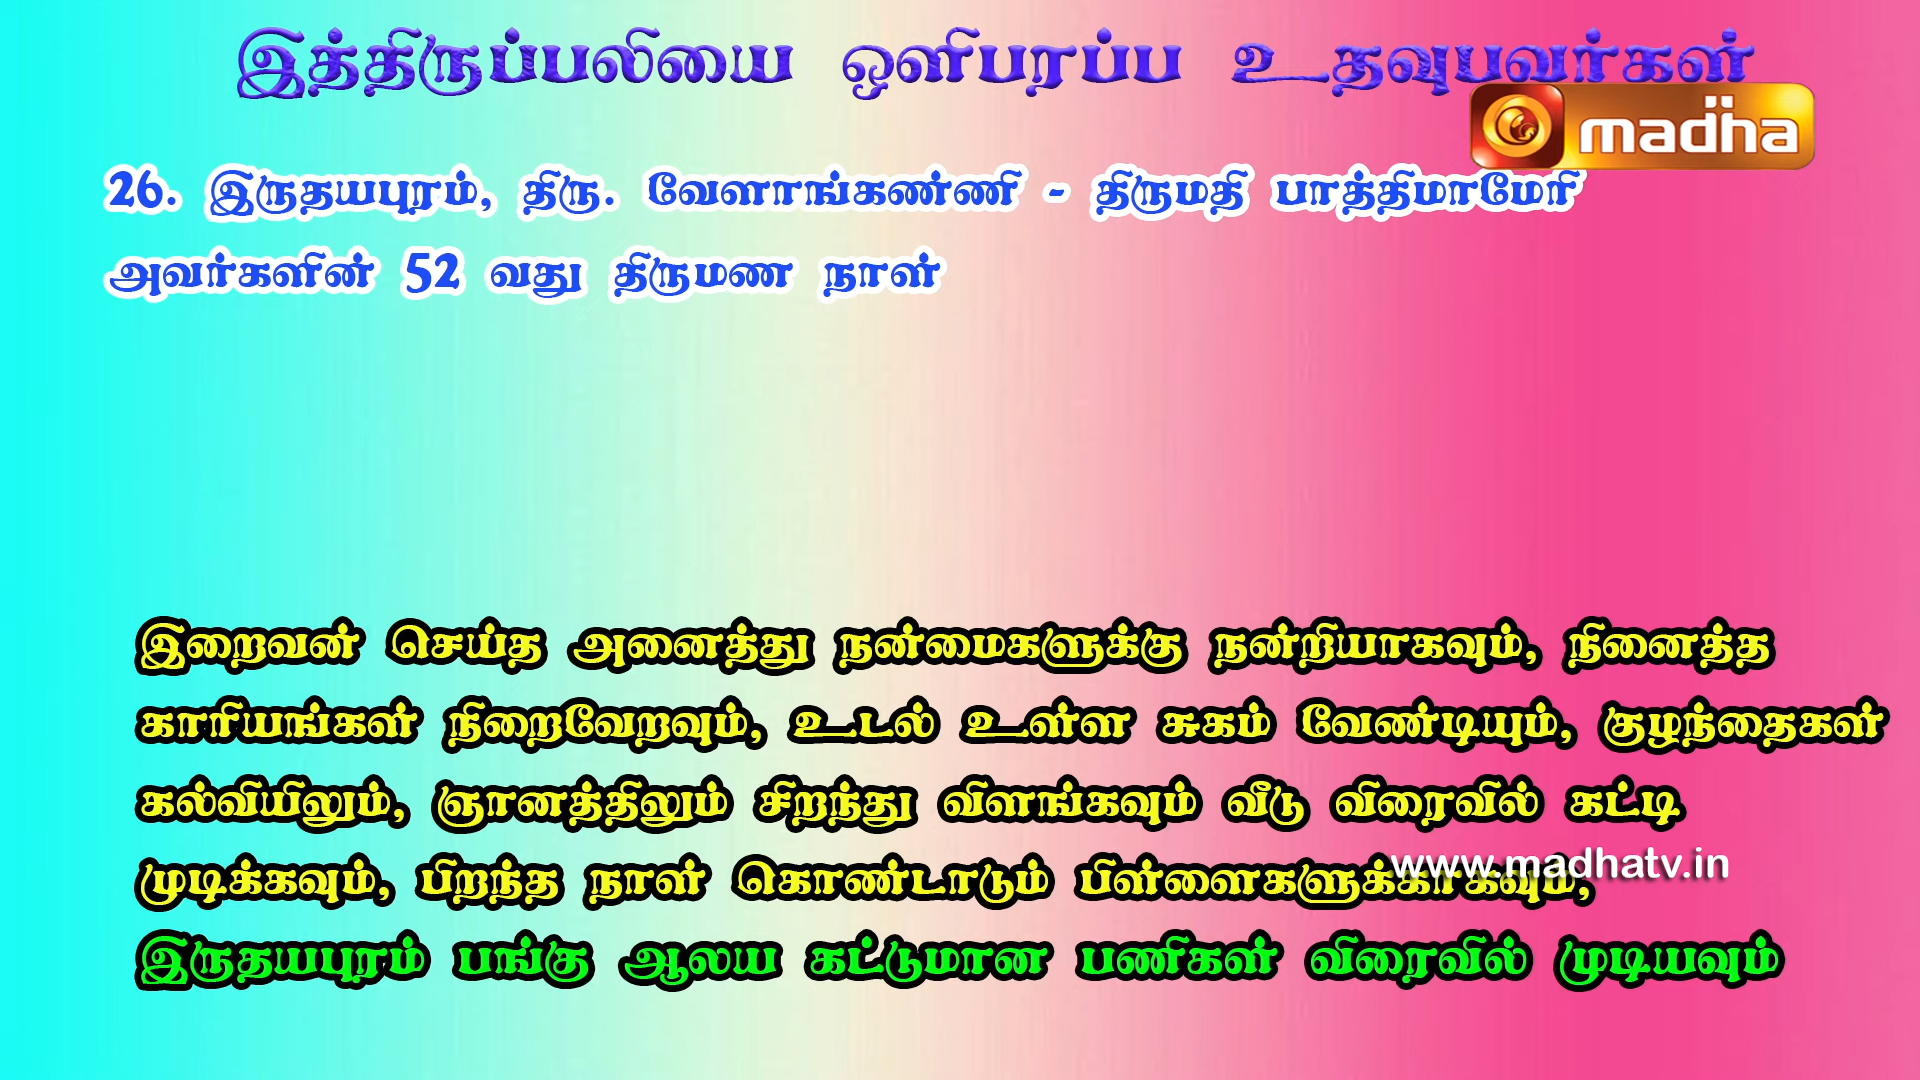 இத்திருப்பலியை ஒளிபரப்ப உதவுபவர்கள்
madha
26. இருதயபுரம், திரு. வேளாங்கண்ணி - திருமதி பாத்திமாமேரி
அவர்களின் 52 வது திருமண நாள்
இறைவன் செய்த அனைத்து நன்மைகளுக்கு நன்றியாகவும், நினைத்த
காரியங்கள் நிறைவேறவும், உடல் உள்ள சுகம் வேண்டியும், குழந்தைகள்
கல்வியிலும், ஞானத்திலும் சிறந்து விளங்கவும் வீடு விரைவில் கட்டி
முடிக்கவும், பிறந்த நாள் கொண்டாடும் பிள்ளைகளுக்காகவும்,
www.madhatv.in
இருதயபுரம் பங்கு ஆலய கட்டுமான பணிகள் விரைவில் முடியவும்